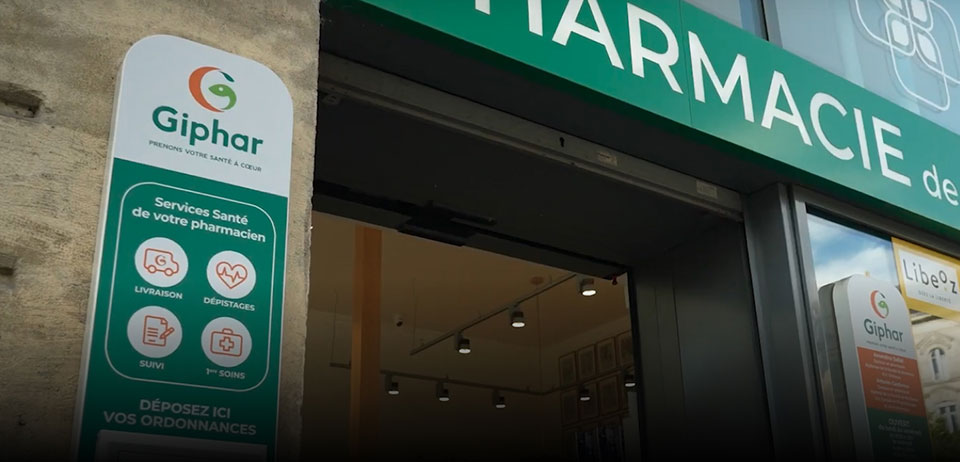 Giphar
PRENONS VOTRE SANTÉ À CŒUR
Services Santé
de votre pharmacien
LIVRAISON
DÉPISTAGES
SUIVI
1ers SOINS
DÉPOSEZ ICI
VOS ORDONNANCES
PHARMACIE de
Libeoz
Giphar